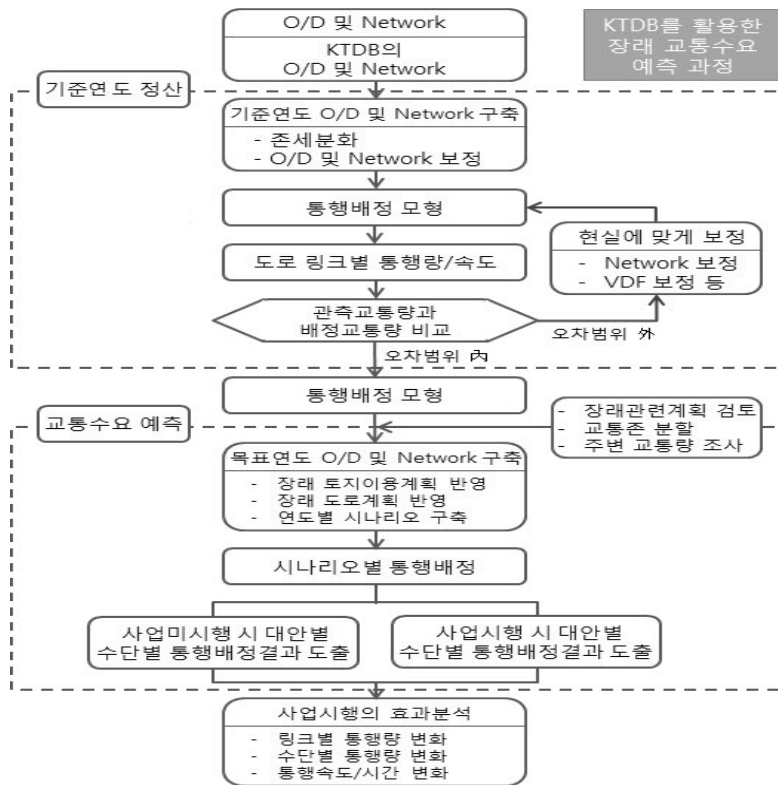 O/D 및 Network
KTDB의
O/D 및 Network
KTDB를 활용한
장래 교통수요
예측 과정
기준연도 정산
기준연도 O/D 및 Network 구축
- 존세분화
- O/D 및 Network 보정
통행배정 모형
현실에 맞게 보정
- Network 보정
- VDF 보정 등
도로 링크별 통행량/속도
관측교통량과
배정교통량 비교
오차범위 外
오차범위 內
통행배정 모형
교통수요 예측
- 장래관련계획 검토
- 교통존 분할
- 주변 교통량 조사
목표연도 O/D 및 Network 구축
- 장래 토지이용계획 반영
- 장래 도로계획 반영
- 연도별 시나리오 구축
시나리오별 통행배정
사업미시행 시 대안별
수단별 통행배정결과 도출
사업시행 시 대안별
수단별 통행배정결과 도출
사업시행의 효과분석
- 링크별 통행량 변화
- 수단별 통행량 변화
- 통행속도/시간 변화